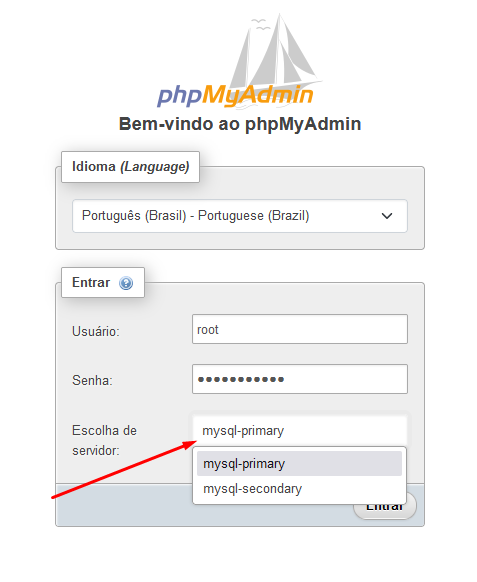 phpMyAdmin
Bem-vindo ao phpMyAdmin
Idioma (Language)
Português (Brasil) - Portuguese (Brazil)
Entrar
Usuário:
root
Senha:
Escolha de
servidor:
mysql-primary
mysql-primary
mysql-secondary
Entrar